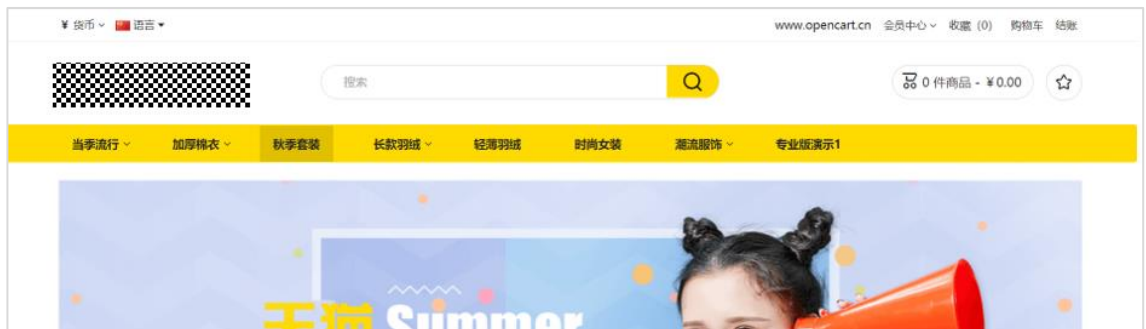 ¥ 货币 语言
www.opencart.cn 会员中心 收藏 (0) 购物车 结账
搜索
0 件商品 - ¥0.00
当季流行 加厚棉衣 秋季套装 长款羽绒 轻薄羽绒 时尚女装 潮流服饰 专业版演示1
天猫 Summer